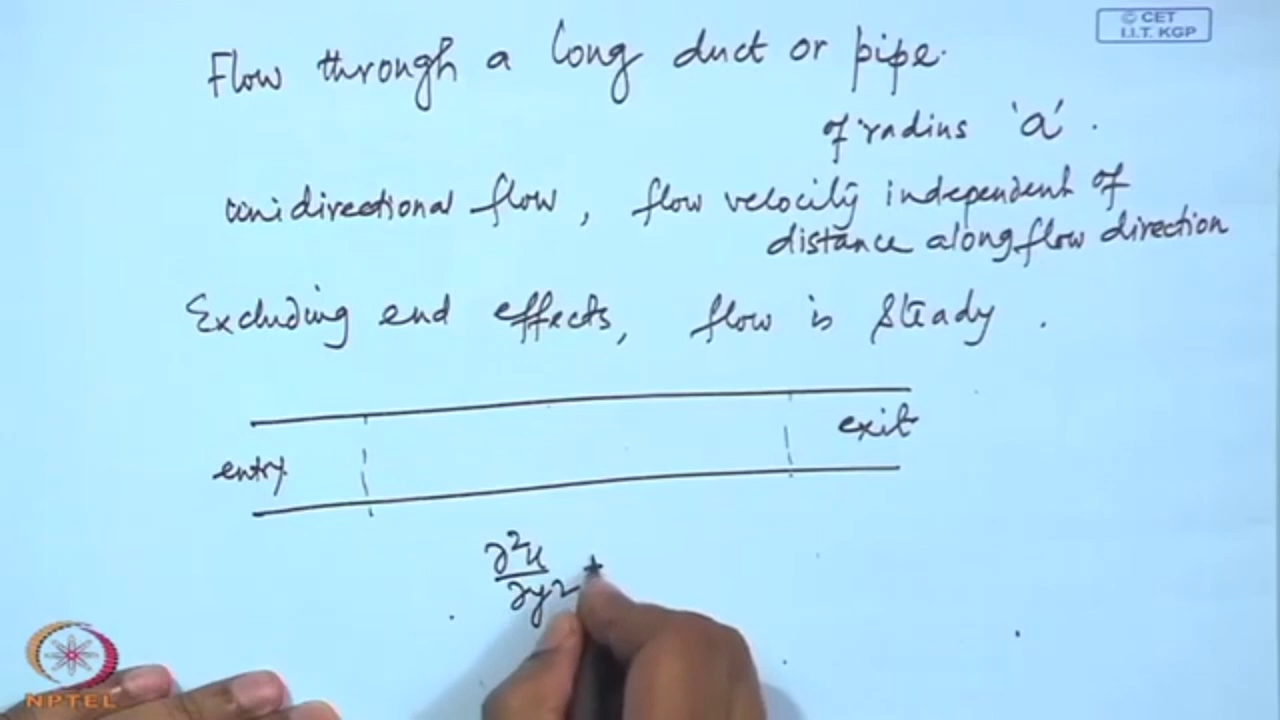 © CET
I.I.T. KGP
Flow through a long duct or pipe.
of radius 'a'.
unidirectional flow, flow velocity independent of
distance along flow direction
Excluding end effects, flow is steady.
exit
entry
∂²u/∂y² +
NPTEL